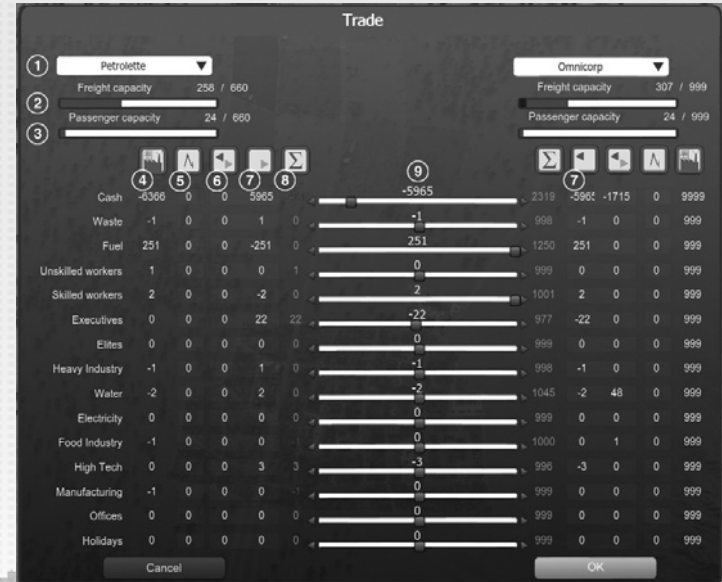 Trade
1 Petrolette Omnicorp
Freight capacity 258 / 660 Freight capacity 307 / 999
2
Passenger capacity 24 / 660 Passenger capacity 24 / 999
3
Σ Σ
4 5 6 7 8 9 7
Cash -6366 0 0 5965 -5965 2319 -5965 -1715 0 9999
Waste -1 0 0 1 0 -1 998 -1 0 0 999
Fuel 251 0 0 -251 0 251 1250 251 0 0 999
Unskilled workers 1 0 0 0 1 0 999 0 0 0 999
Skilled workers 2 0 0 -2 0 2 1001 2 0 0 999
Executives 0 0 0 22 22 -22 977 -22 0 0 999
Elites 0 0 0 0 0 0 999 0 0 0 999
Heavy Industry -1 0 0 1 0 -1 998 -1 0 0 999
Water -2 0 0 2 0 -2 1045 -2 48 0 999
Electricity 0 0 0 0 0 0 999 0 0 0 999
Food Industry -1 0 0 0 -1 0 1000 0 1 0 999
High Tech 0 0 0 3 3 -3 996 -3 0 0 999
Manufacturing -1 0 0 0 -1 0 999 0 0 0 999
Offices 0 0 0 0 0 0 999 0 0 0 999
Holidays 0 0 0 0 0 0 999 0 0 0 999
Cancel OK